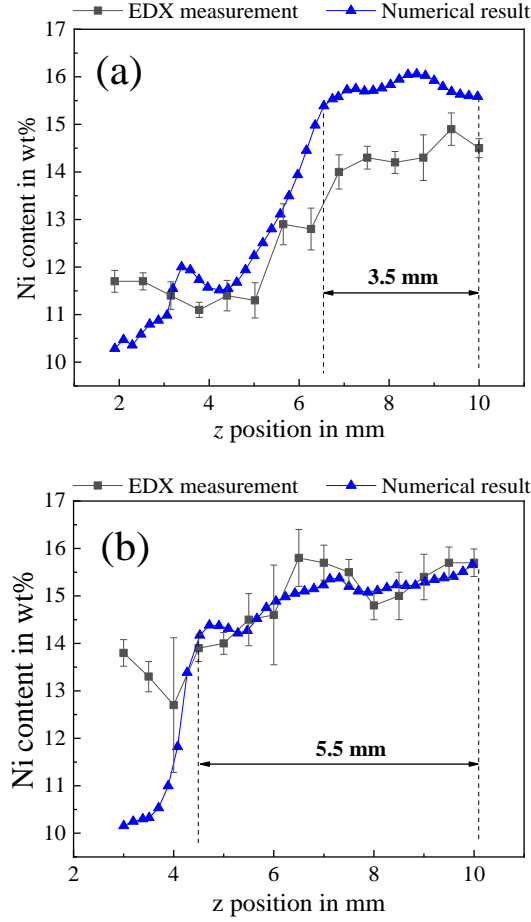 EDX measurement Numerical result
17
(a)
16
15
14
13
12
11
10
Ni content in wt%
3.5 mm
2 4 6 8 10
z position in mm
EDX measurement Numerical result
17
(b)
16
15
14
13
12
11
10
Ni content in wt%
5.5 mm
2 4 6 8 10
z position in mm